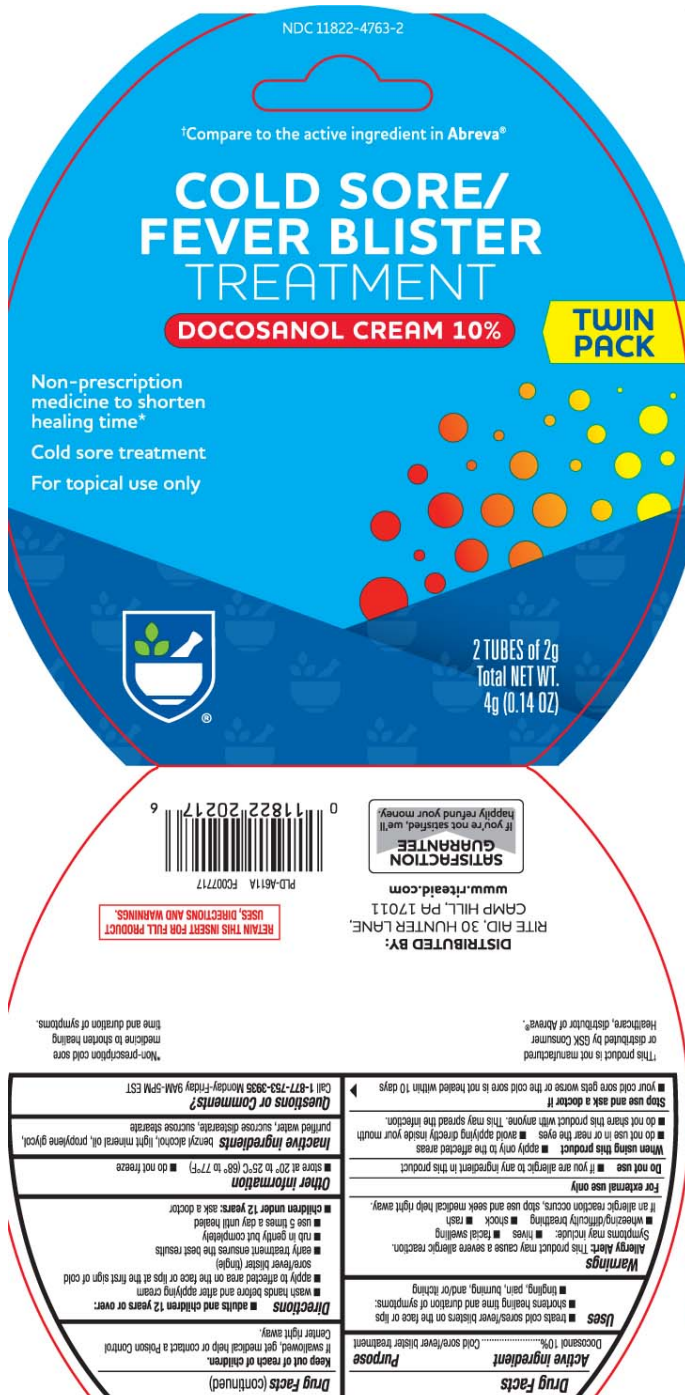 NDC 11822-4763-2
†Compare to the active ingredient in Abreva®
COLD SORE/
FEVER BLISTER
TREATMENT
DOCOSANOL CREAM 10%
TWIN
PACK
Non-prescription
medicine to shorten
healing time*
Cold sore treatment
For topical use only
2 TUBES of 2g
Total NET WT.
4g (0.14 OZ)
®
Drug Facts
Active ingredient Purpose
Docosanol 10%..................... Cold sore/fever blister treatment
Uses
■ treats cold sores/fever blisters on the face or lips
■ shortens healing time and duration of symptoms:
■ tingling, pain, burning, and/or itching
Warnings
Allergy Alert: This product may cause a severe allergic reaction.
Symptoms may include: ■ hives ■ facial swelling
■ wheezing/difficulty breathing ■ shock ■ rash
If an allergic reaction occurs, stop use and seek medical help right away.
For external use only
Do not use ■ if you are allergic to any ingredient in this product
When using this product ■ apply only to the affected areas
■ do not use in or near the eyes ■ avoid applying directly inside your mouth
■ do not share this product with anyone. This may spread the infection.
Stop use and ask a doctor if
■ your cold sore gets worse or the cold sore is not healed within 10 days
Drug Facts (continued)
Keep out of reach of children.
If swallowed, get medical help or contact a Poison Control
Center right away.
Directions ■ adults and children 12 years or over:
■ wash hands before and after applying cream
■ apply to affected area on the face or lips at the first sign of cold
sore/fever blister (tingle)
■ early treatment ensures the best results
■ rub in gently but completely
■ use 5 times a day until healed
■ children under 12 years: ask a doctor
Other information
■ store at 20° to 25°C (68° to 77°F) ■ do not freeze
Inactive ingredients benzyl alcohol, light mineral oil, propylene glycol,
purified water, sucrose distearate, sucrose stearate
Questions or Comments?
Call 1-877-753-3935 Monday-Friday 9AM-5PM EST
†This product is not manufactured
or distributed by GSK Consumer
Healthcare, distributor of Abreva®.
*Non-prescription cold sore
medicine to shorten healing
time and duration of symptoms.
DISTRIBUTED BY:
RITE AID, 30 HUNTER LANE,
CAMP HILL, PA 17011
www.riteaid.com
SATISFACTION
GUARANTEE
If you're not satisfied, we'll
happily refund your money.
RETAIN THIS INSERT FOR FULL PRODUCT
USES, DIRECTIONS AND WARNINGS.
PLD-A611A FC007717
0 11822 20217 6